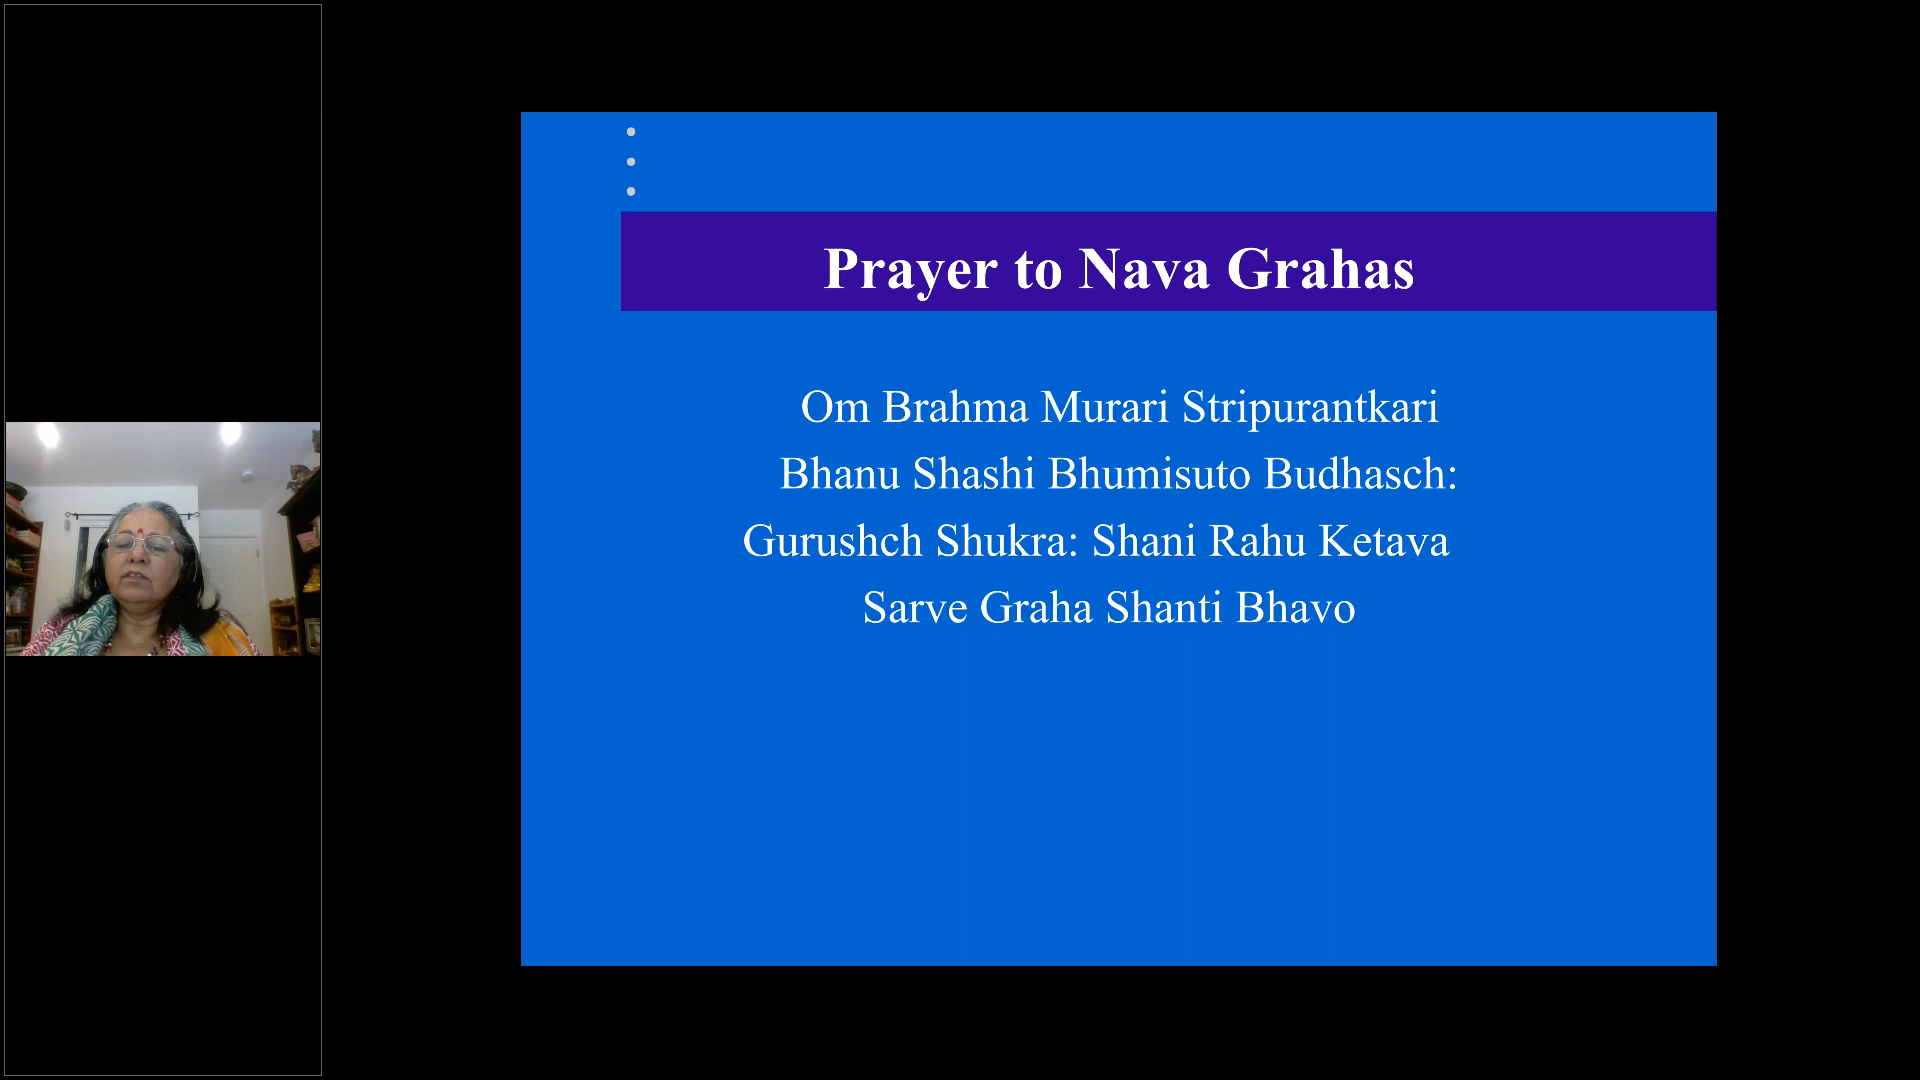 Prayer to Nava Grahas
Om Brahma Murari Stripurantkari
Bhanu Shashi Bhumisuto Budhasch:
Gurushch Shukra: Shani Rahu Ketava
Sarve Graha Shanti Bhavo